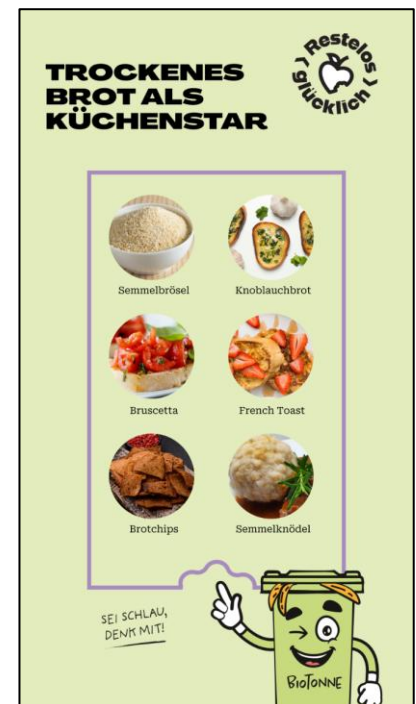 TROCKENES
BROT ALS
KÜCHENSTAR
Restelos
glücklich
Semmelbrösel
Knoblauchbrot
Bruscetta
French Toast
Brotchips
Semmelknödel
SEI SCHLAU,
DENK MIT!
BIOTONNE